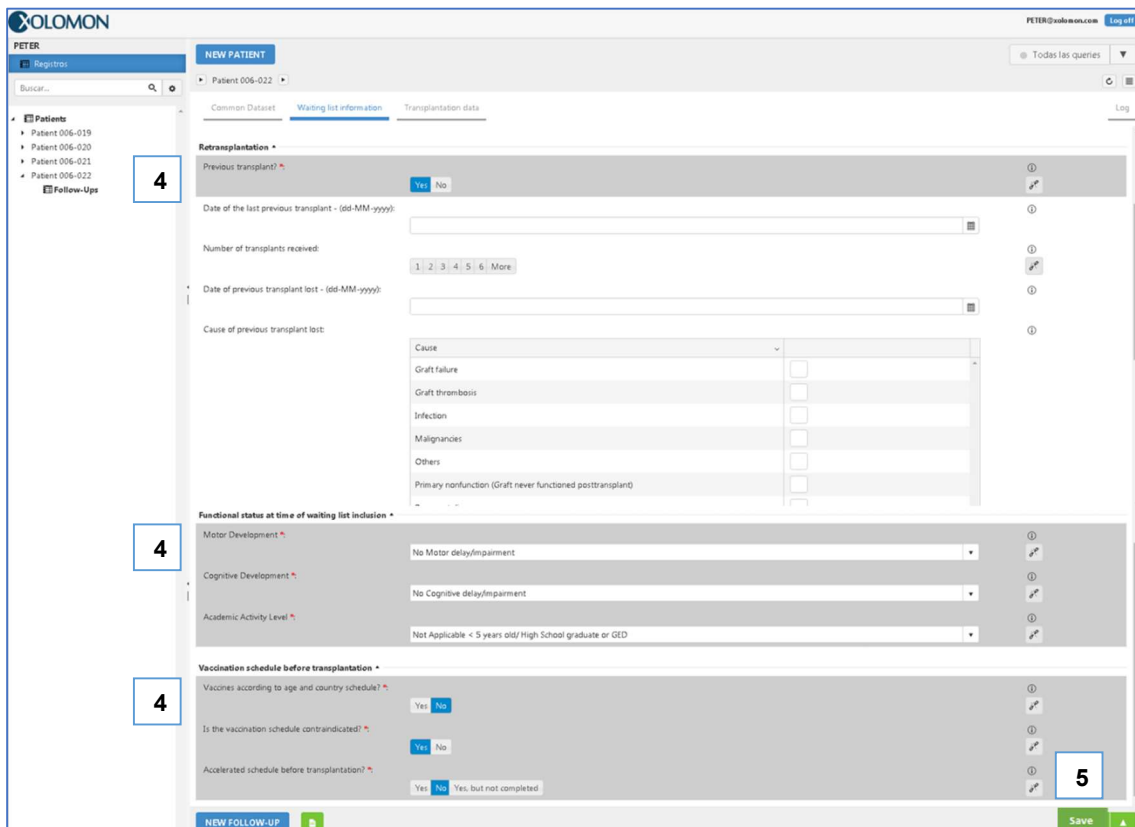 XOLOMON
PETER@xolomon.com Log off
PETER
Registros
Buscar...
Patients
Patient 006-019
Patient 006-020
Patient 006-021
Patient 006-022
Follow-Ups
NEW PATIENT
Todas las queries
Patient 006-022
Common Dataset Waiting list information Transplantation data Log
Retransplantation
4
Previous transplant? *:
Yes No
Date of the last previous transplant - (dd-MM-yyyy):
Number of transplants received:
1 2 3 4 5 6 More
Date of previous transplant lost - (dd-MM-yyyy):
Cause of previous transplant lost:
Cause
Graft failure
Graft thrombosis
Infection
Malignancies
Others
Primary nonfunction (Graft never functioned posttransplant)
Functional status at time of waiting list inclusion
4
Motor Development *:
No Motor delay/impairment
Cognitive Development *:
No Cognitive delay/impairment
Academic Activity Level *:
Not Applicable < 5 years old/ High School graduate or GED
Vaccination schedule before transplantation
4
Vaccines according to age and country schedule? *:
Yes No
Is the vaccination schedule contraindicated? *:
Yes No
Accelerated schedule before transplantation? *:
Yes No Yes, but not completed
5
NEW FOLLOW-UP
Save